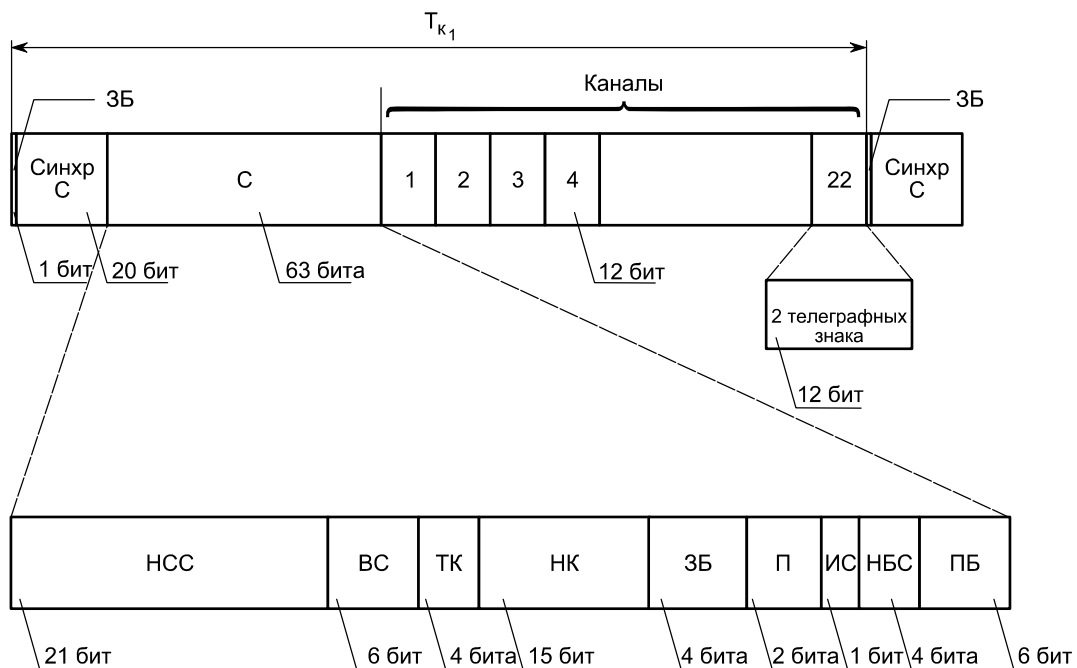 Tк1
Каналы
ЗБ
ЗБ
Синхр
С
С
1
2
3
4
22
Синхр
С
1 бит
20 бит
63 бита
12 бит
2 телеграфных
знака
12 бит
НСС
ВС
ТК
НК
ЗБ
П
ИС
НБС
ПБ
21 бит
6 бит
4 бита
15 бит
4 бита
2 бита
1 бит
4 бита
6 бит